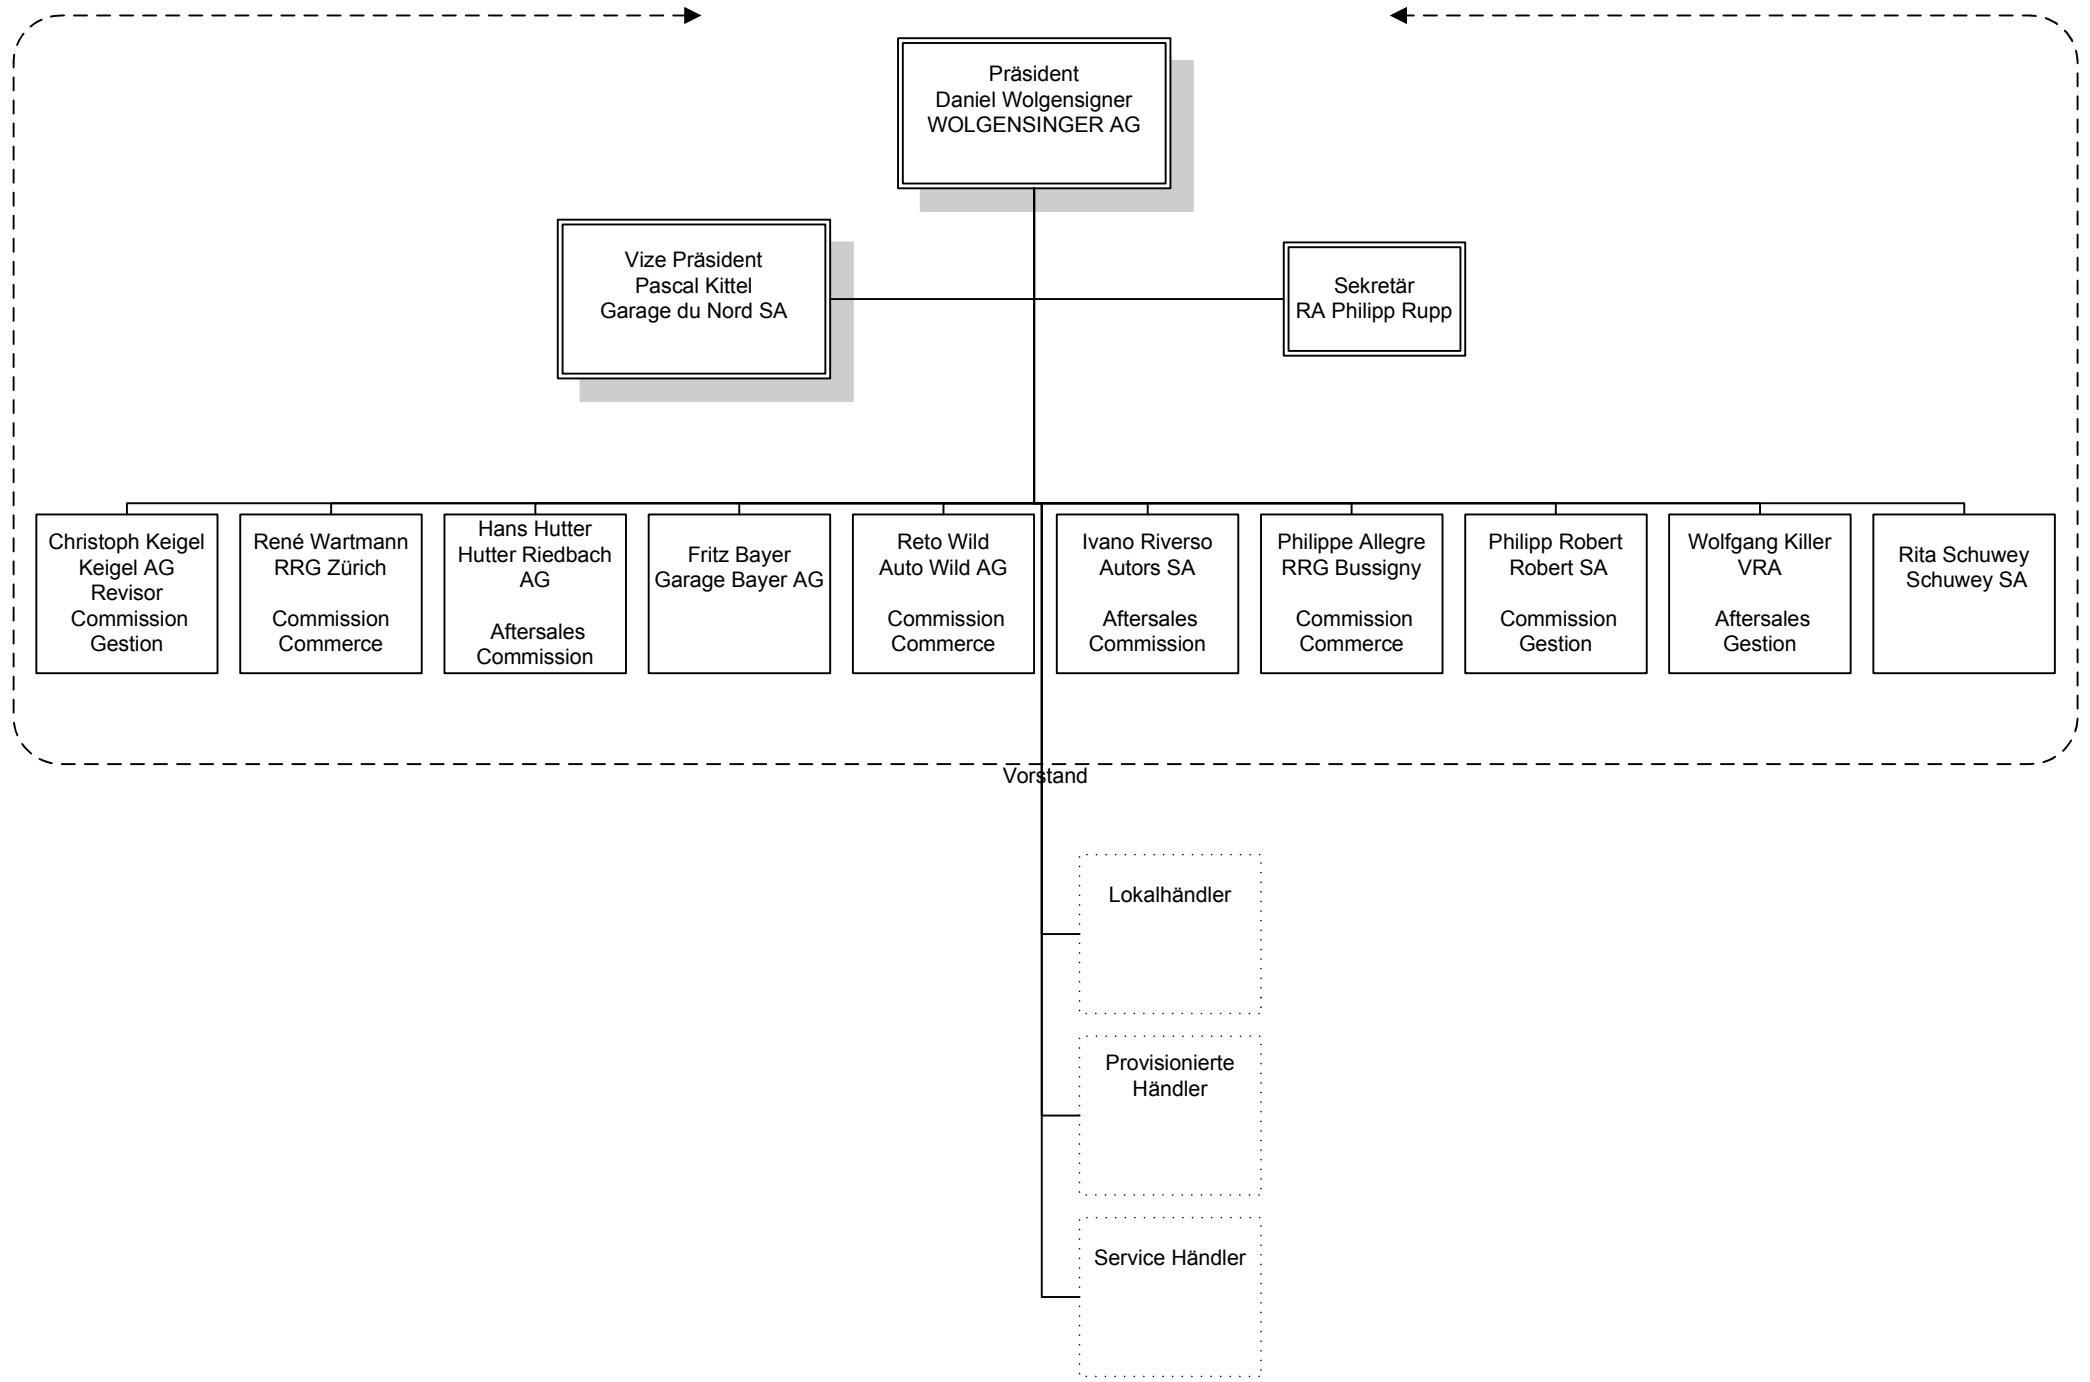 Präsident
Daniel Wolgensigner
WOLGENSINGER AG
Vize Präsident
Pascal Kittel
Garage du Nord SA
Sekretär
RA Philipp Rupp
Christoph Keigel
Keigel AG
Revisor
Commission
Gestion
René Wartmann
RRG Zürich
Commission
Commerce
Hans Hutter
Hutter Riedbach
AG
Aftersales
Commission
Fritz Bayer
Garage Bayer AG
Reto Wild
Auto Wild AG
Commission
Commerce
Ivano Riverso
Autors SA
Aftersales
Commission
Philippe Allegre
RRG Bussigny
Commission
Commerce
Philipp Robert
Robert SA
Commission
Gestion
Wolfgang Killer
VRA
Aftersales
Gestion
Rita Schuwey
Schuwey SA
Vorstand
Lokalhändler
Provisionierte
Händler
Service Händler